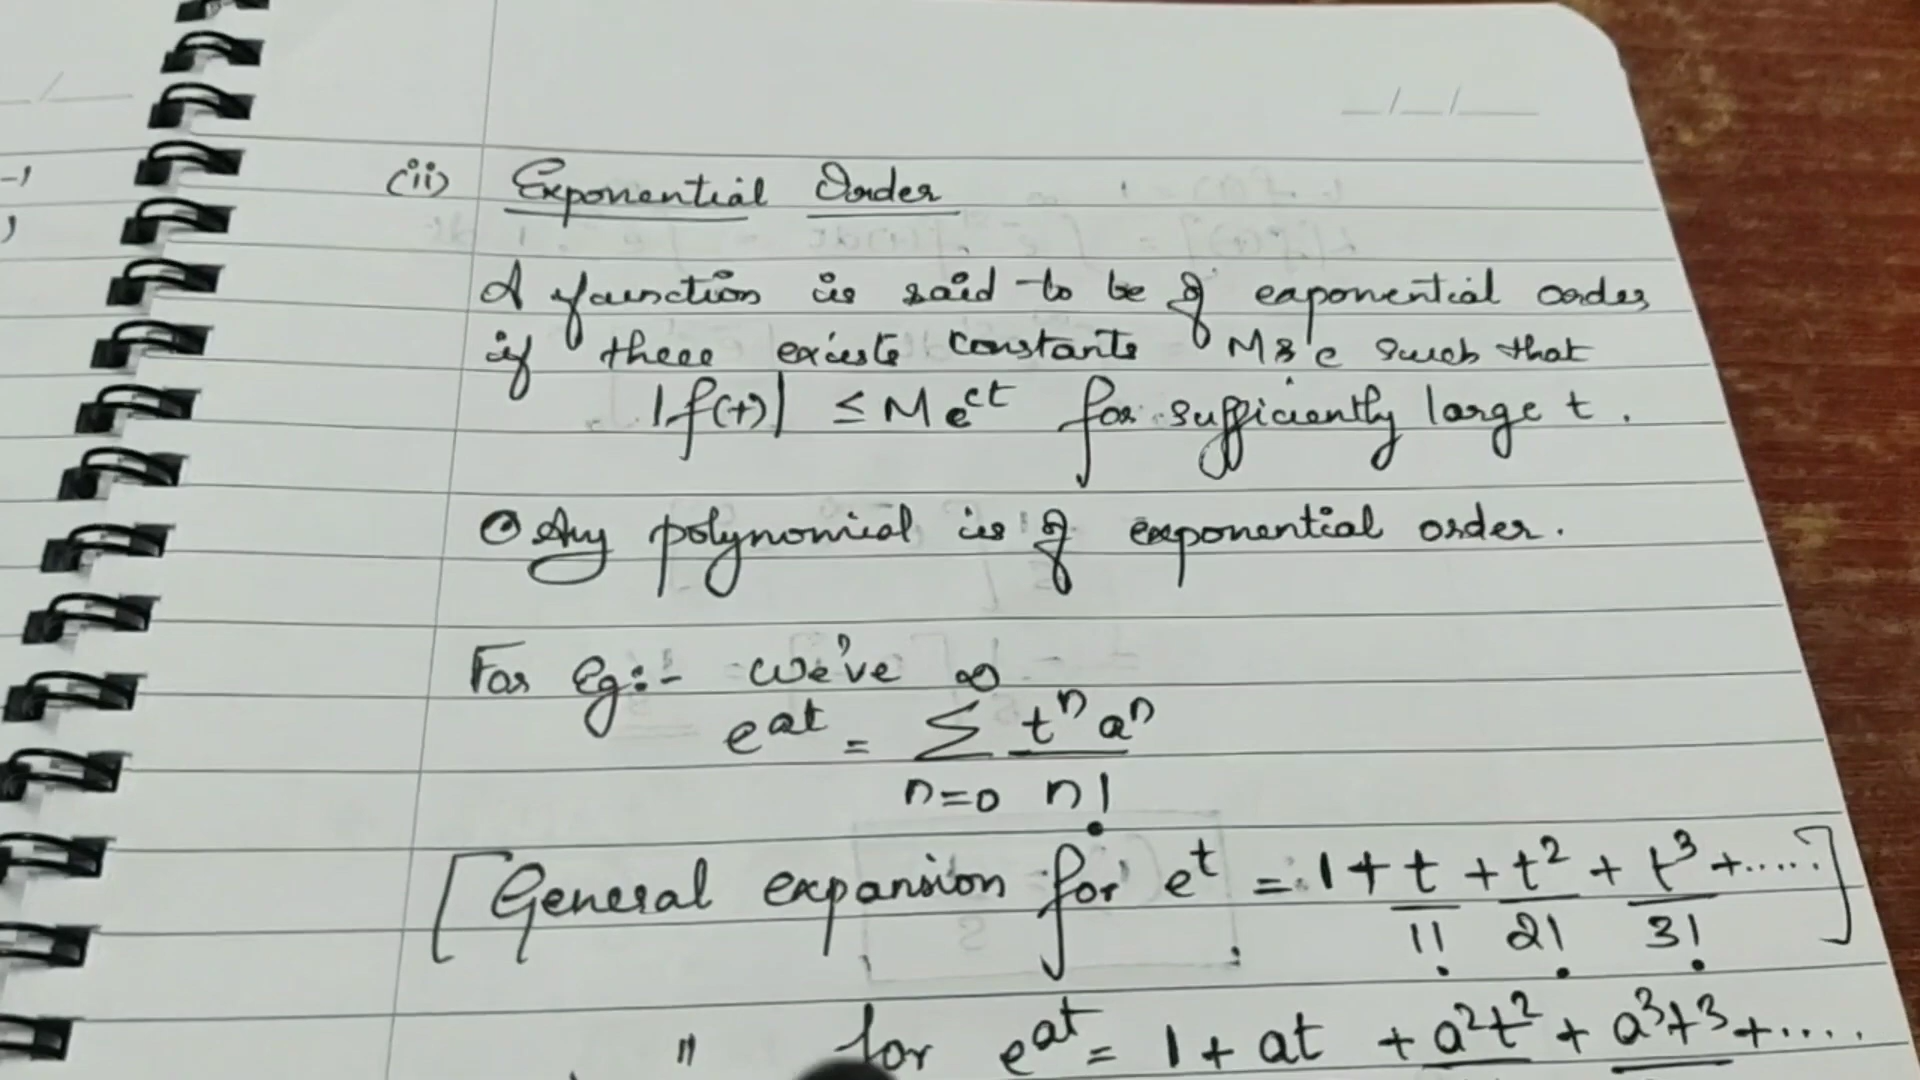 _/_/_
(ii) Exponential Order
A function is said to be of exponential order
if there exists constants M & c such that
|f(t)| ≤ M e^ct for sufficiently large t.
⊙ Any polynomial is of exponential order.
For Eg:- We've
e^at = ∞ Σ n=0 t^n a^n / n!
[General expansion for e^t = 1 + t/1! + t^2/2! + t^3/3! + ....]
" for e^at = 1 + at + a^2t^2 + a^3t^3 + ....